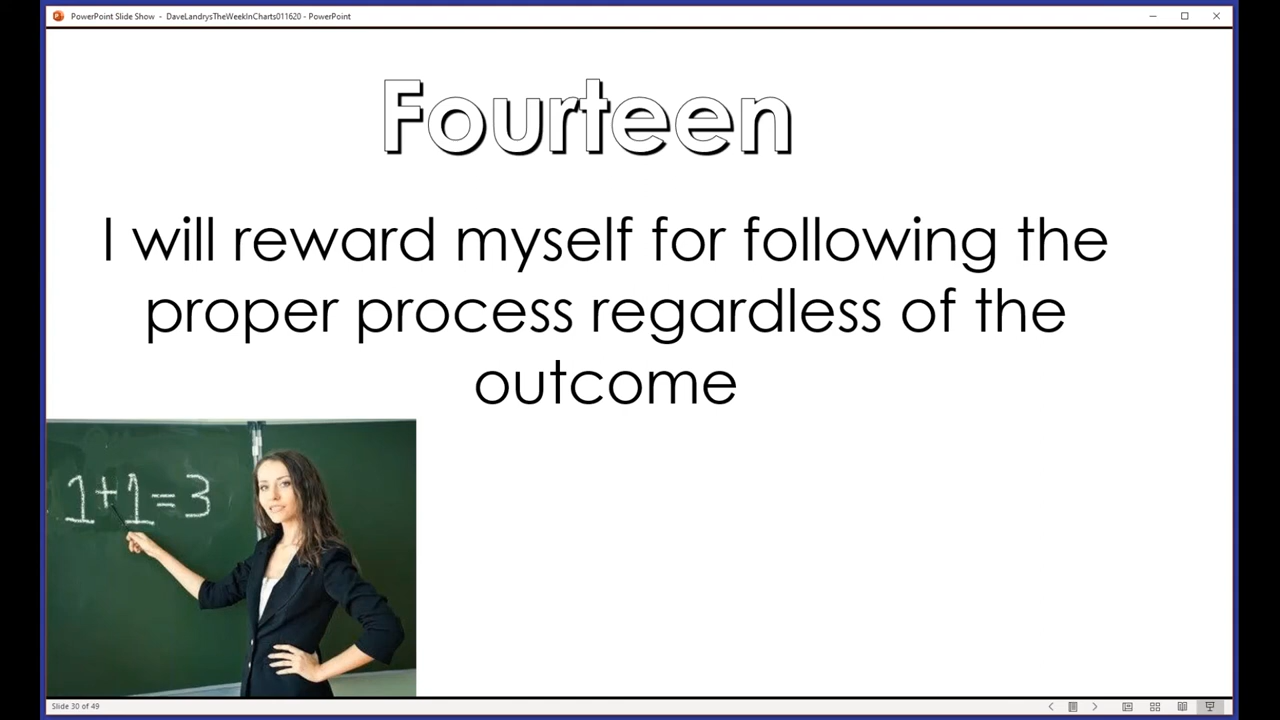 PowerPoint Slide Show - DaveLandrysTheWeekInCharts011620 - PowerPoint
Fourteen
I will reward myself for following the
proper process regardless of the
outcome
1+1=3
Slide 30 of 49